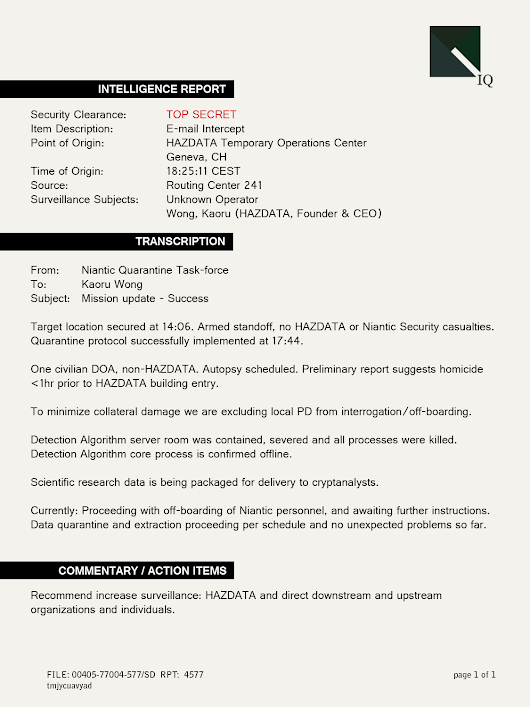 IQ
INTELLIGENCE REPORT
Security Clearance: TOP SECRET
Item Description: E-mail Intercept
Point of Origin: HAZDATA Temporary Operations Center
Geneva, CH
Time of Origin: 18:25:11 CEST
Source: Routing Center 241
Surveillance Subjects: Unknown Operator
Wong, Kaoru (HAZDATA, Founder & CEO)
TRANSCRIPTION
From: Niantic Quarantine Task-force
To: Kaoru Wong
Subject: Mission update - Success
Target location secured at 14:06. Armed standoff, no HAZDATA or Niantic Security casualties.
Quarantine protocol successfully implemented at 17:44.
One civilian DOA, non-HAZDATA. Autopsy scheduled. Preliminary report suggests homicide
<1hr prior to HAZDATA building entry.
To minimize collateral damage we are excluding local PD from interrogation/off-boarding.
Detection Algorithm server room was contained, severed and all processes were killed.
Detection Algorithm core process is confirmed offline.
Scientific research data is being packaged for delivery to cryptanalysts.
Currently: Proceeding with off-boarding of Niantic personnel, and awaiting further instructions.
Data quarantine and extraction proceeding per schedule and no unexpected problems so far.
COMMENTARY / ACTION ITEMS
Recommend increase surveillance: HAZDATA and direct downstream and upstream
organizations and individuals.
FILE: 00405-77004-577/SD RPT: 4577 page 1 of 1
tmjycuavyad